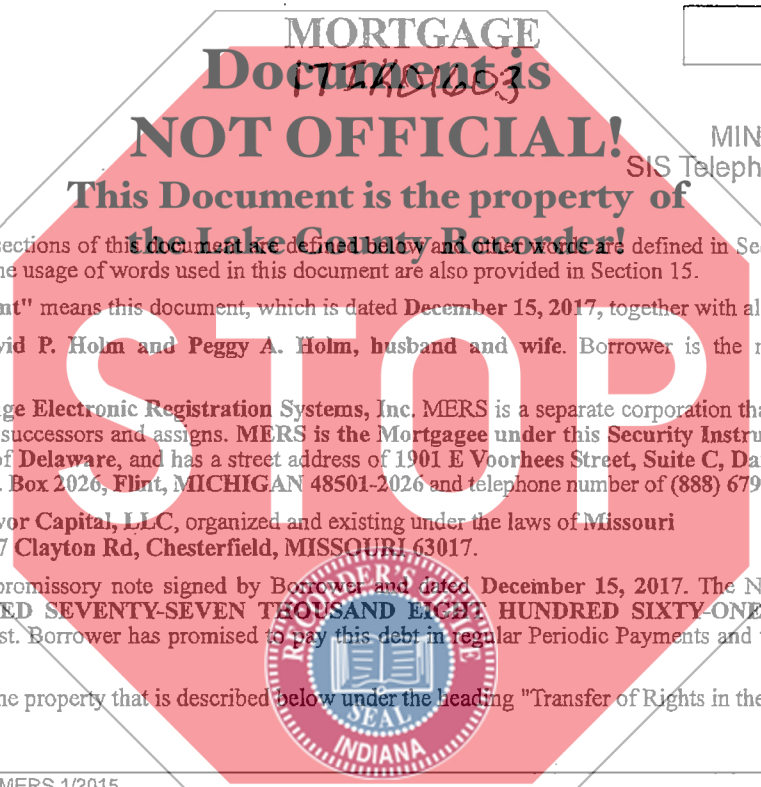 MORTGAGE
Document is
NOT OFFICIAL!
MIN
SIS Teleph
This Document is the property of
the Lake County Recorder!
sections of this document are defined below and other words are defined in Sec
ne usage of words used in this document are also provided in Section 15.
nt" means this document, which is dated December 15, 2017, together with al
vid P. Holm and Peggy A. Holm, husband and wife. Borrower is the
ge Electronic Registration Systems, Inc. MERS is a separate corporation tha
successors and assigns. MERS is the Mortgagee under this Security Instru
of Delaware, and has a street address of 1901 E Voorhees Street, Suite C, Da
. Box 2026, Flint, MICHIGAN 48501-2026 and telephone number of (888) 679
vor Capital, LLC, organized and existing under the laws of Missouri
7 Clayton Rd, Chesterfield, MISSOURI 63017.
promissory note signed by Borrower and dated December 15, 2017. The N
ED SEVENTY-SEVEN THOUSAND EIGHT HUNDRED SIXTY-ONE
st. Borrower has promised to pay this debt in regular Periodic Payments and
he property that is described below under the heading "Transfer of Rights in the
STOP
RECORDER'S
SEAL
INDIANA
MERS 1/2015